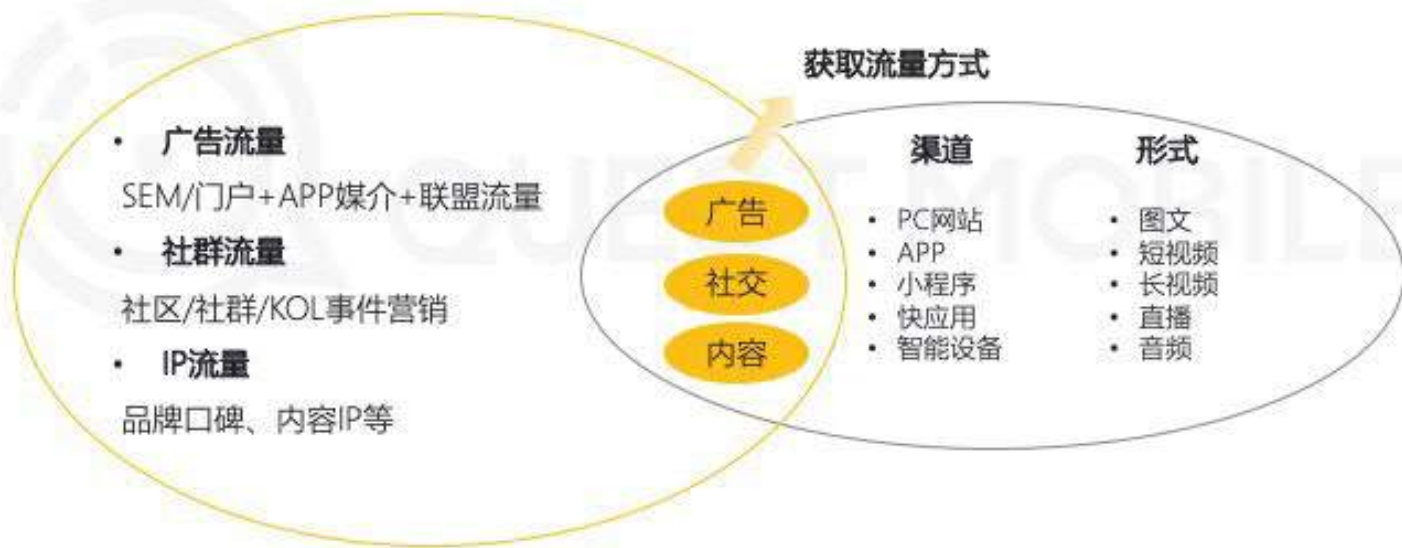 获取流量方式
• 广告流量
SEM/门户+APP媒介+联盟流量
• 社群流量
社区/社群/KOL事件营销
• IP流量
品牌口碑、内容IP等
广告
社交
内容
渠道
• PC网站
• APP
• 小程序
• 快应用
• 智能设备
形式
• 图文
• 短视频
• 长视频
• 直播
• 音频
QUEST MOBILE